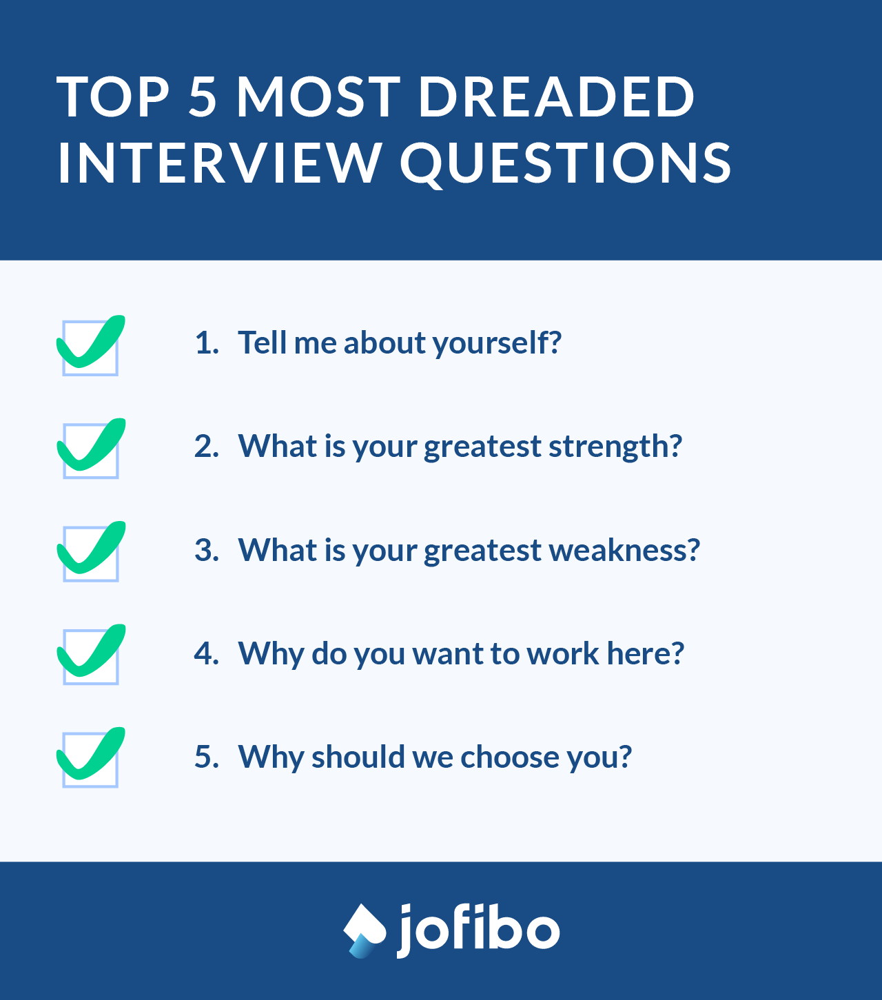 TOP 5 MOST DREADED
INTERVIEW QUESTIONS
1. Tell me about yourself?
2. What is your greatest strength?
3. What is your greatest weakness?
4. Why do you want to work here?
5. Why should we choose you?
jofibo